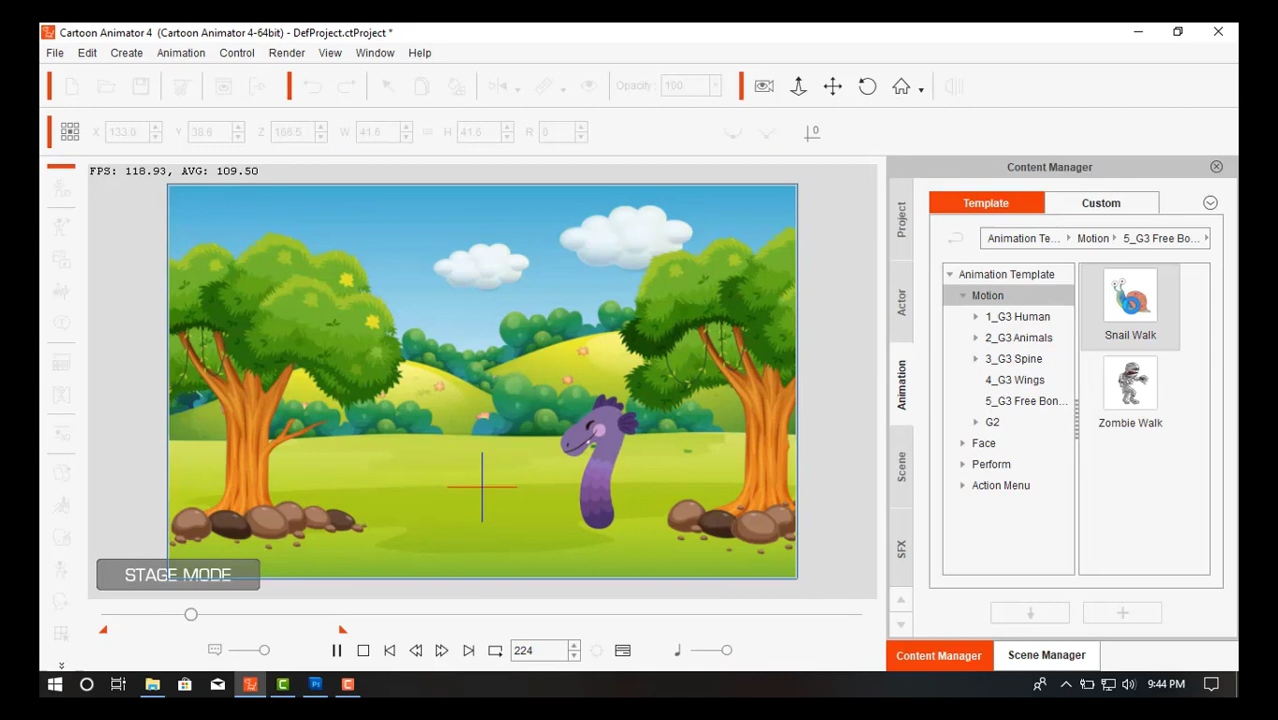 Cartoon Animator 4 (Cartoon Animator 4-64bit) - DefProject.ctProject *
File Edit Create Animation Control Render View Window Help
Opacity : 100
X 133.0 Y 38.6 Z 166.5 W 41.6 H 41.6 R 0
0
FPS: 118.93, AVG: 109.50
Content Manager
Template Custom
Animation Te... Motion 5_G3 Free Bo...
Project
Actor
Animation
Scene
SFX
Animation Template
Motion
1_G3 Human
2_G3 Animals
3_G3 Spine
4_G3 Wings
5_G3 Free Bon...
G2
Face
Perform
Action Menu
Snail Walk
Zombie Walk
STAGE MODE
224
Content Manager Scene Manager
9:44 PM